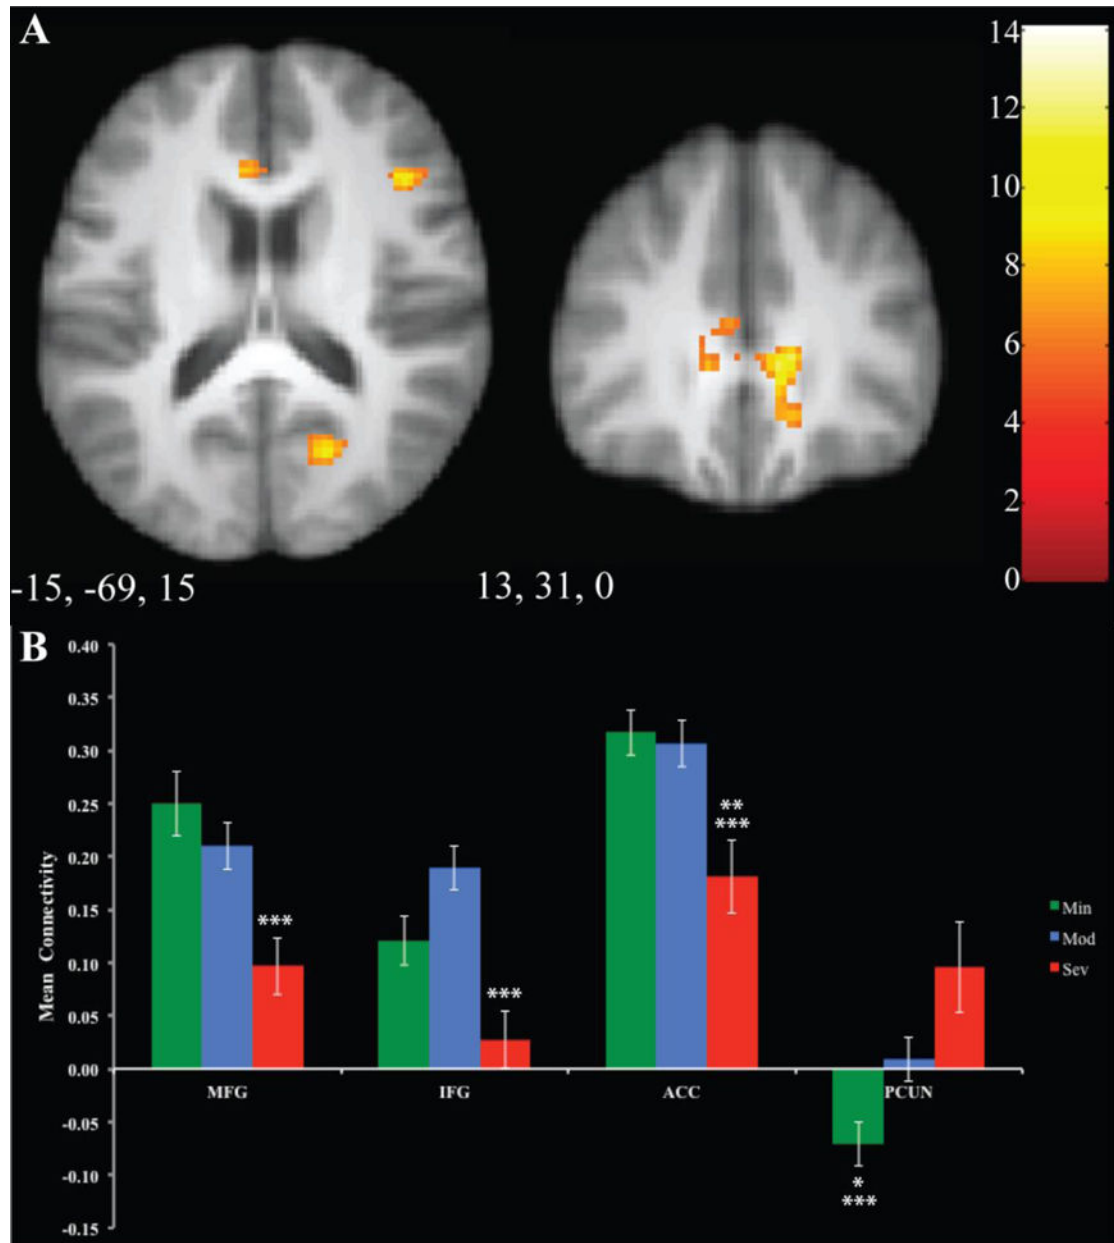 A
14
12
10
8
6
4
2
0
-15, -69, 15
13, 31, 0
B
0.40
0.35
0.30
0.25
0.20
0.15
0.10
0.05
0.00
-0.05
-0.10
-0.15
Mean Connectivity
***
***
**
***
*
***
MFG
IFG
ACC
PCUN
Min
Mod
Sev